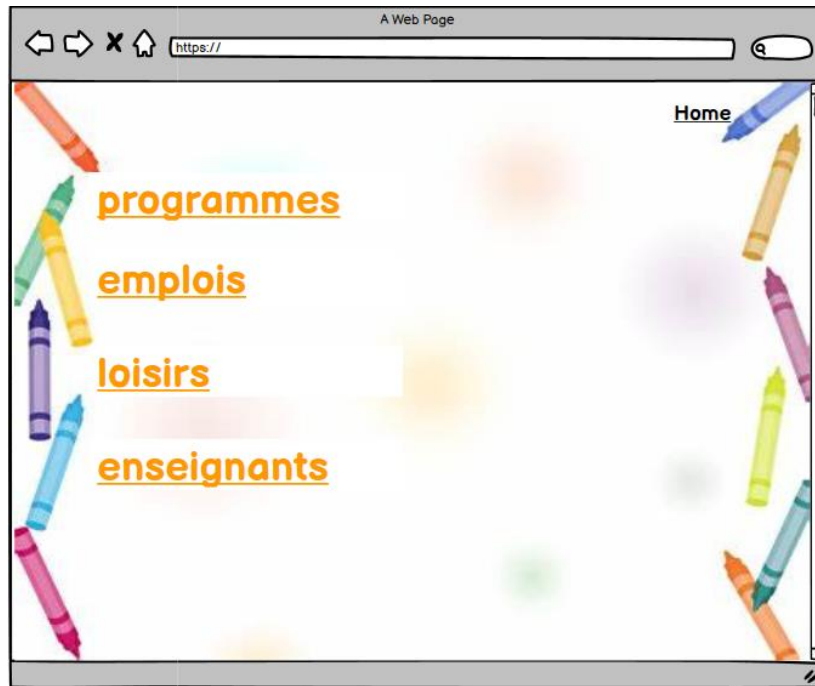 A Web Page
https://
Home
programmes
emplois
loisirs
enseignants